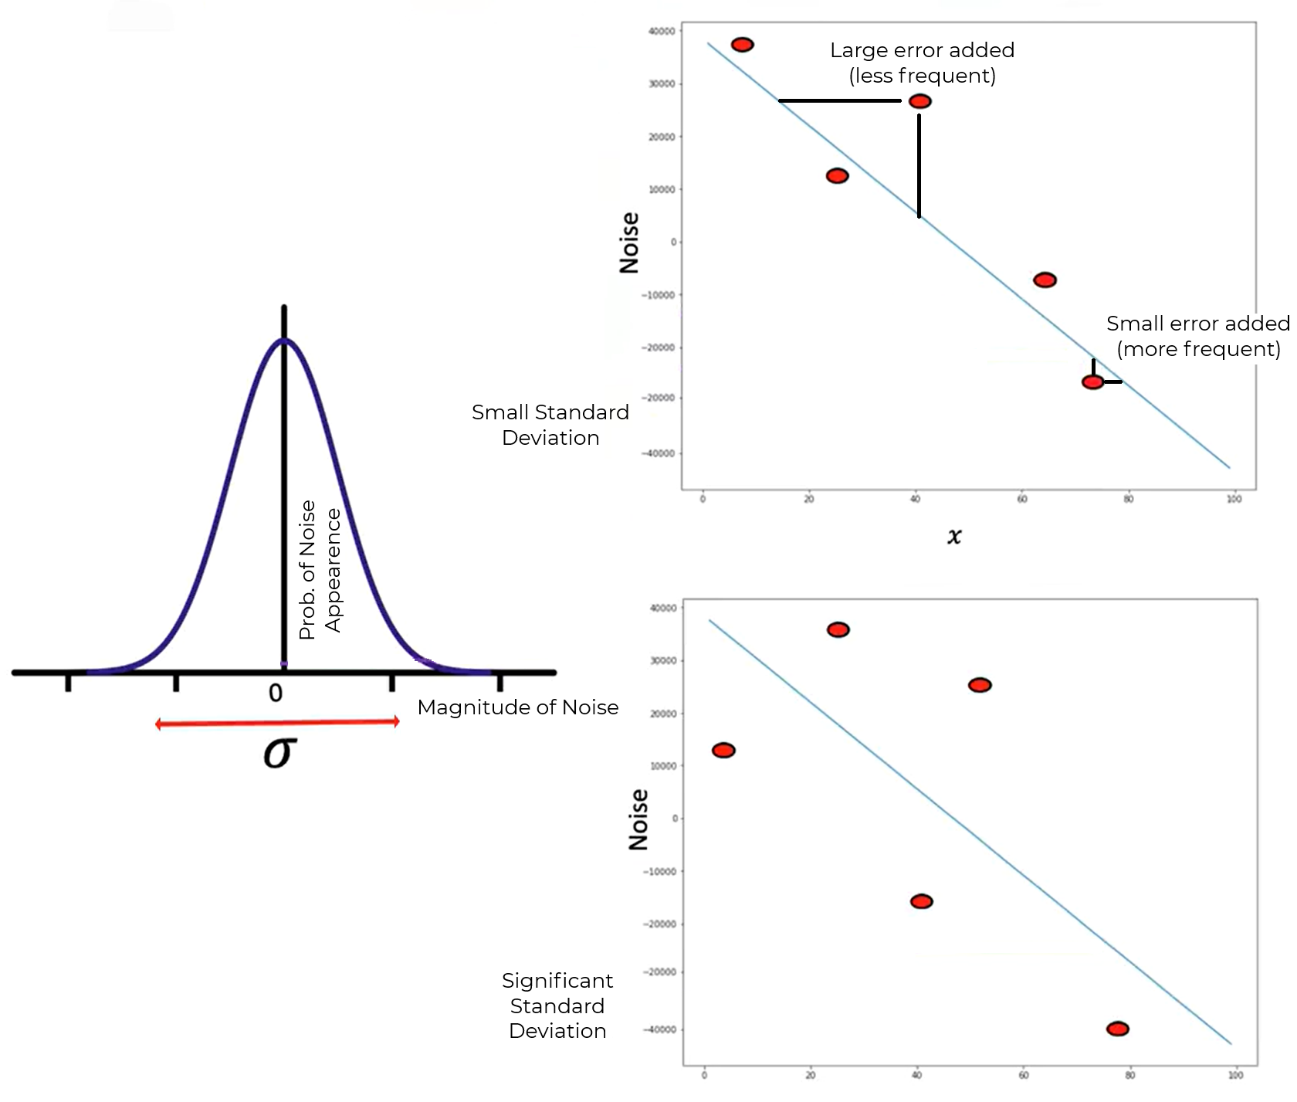 Large error added
(less frequent)
40000
30000
20000
10000
0
−10000
−20000
−20000
−40000
Noise
Small error added
(more frequent)
0
20
40
60
80
100
x
Small Standard
Deviation
Prob. of Noise
Appearence
0
Magnitude of Noise
σ
40000
30000
20000
10000
0
−10000
−20000
−20000
−40000
Noise
0
20
40
60
80
100
Significant
Standard
Deviation